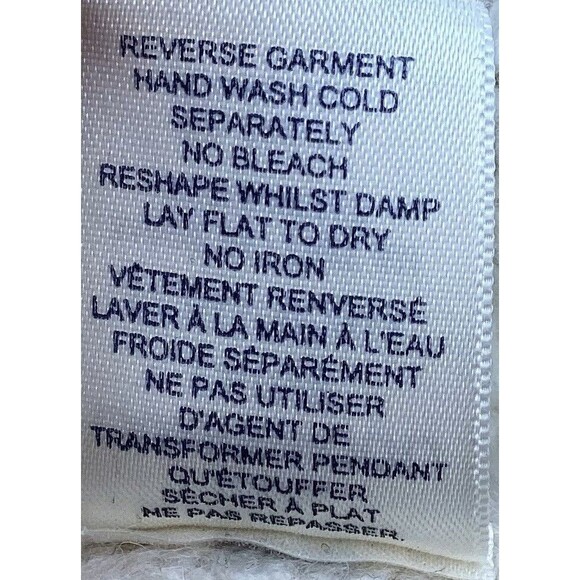 REVERSE GARMENT
HAND WASH COLD
SEPARATELY
NO BLEACH
RESHAPE WHILST DAMP
LAY FLAT TO DRY
NO IRON
VÊTEMENT RENVERSÉ
LAVER À LA MAIN À L'EAU
FROIDE SÉPARÉMENT
NE PAS UTILISER
D'AGENT DE
TRANSFORMER PENDANT
QU'ÉTOUFFER
SÉCHER À PLAT
NE PAS REPASSER.